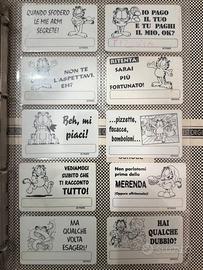 QUANDO SFODERO
LE MIE ARMI
SEGRETE!
IO PAGO
IL TUO
E TU PAGHI
IL MIO, OK?
NON TE
L'ASPETTAVI,
EH?
RITENTA:
SARAI
PIÙ
FORTUNATO!
Beh, mi
piaci!
...pizzette,
focacce,
bomboloni...
VEDIAMOCI
SUBITO CHE
TI RACCONTO
TUTTO!
Non parlatemi
prima della
MERENDA
MA
QUALCHE
VOLTA
ESAGERI!
HAI
QUALCHE
DUBBIO?